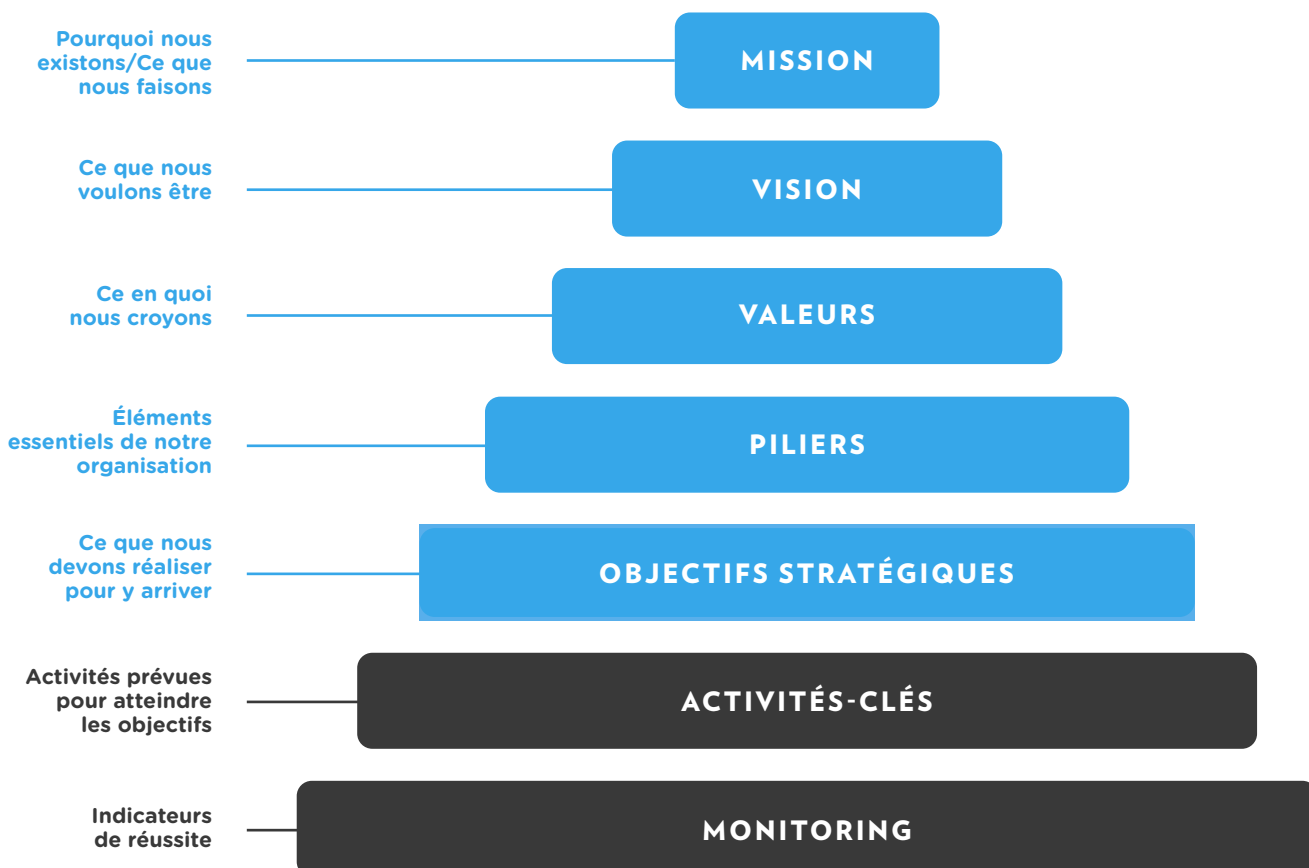 Pourquoi nous
existons/Ce que
nous faisons
MISSION
Ce que nous
voulons être
VISION
Ce en quoi
nous croyons
VALEURS
Éléments
essentiels de notre
organisation
PILIERS
Ce que nous
devons réaliser
pour y arriver
OBJECTIFS STRATÉGIQUES
Activités prévues
pour atteindre
les objectifs
ACTIVITÉS-CLÉS
Indicateurs
de réussite
MONITORING